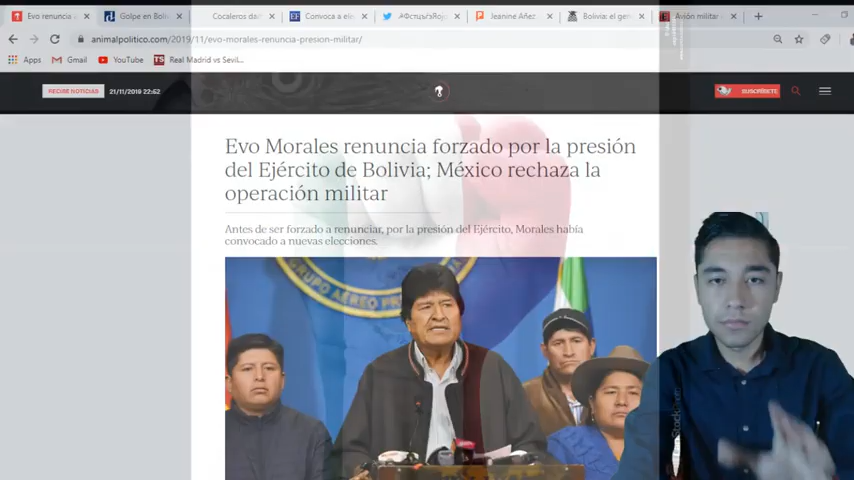 Evo renuncia
Golpe en Boli
Cocaleros dan
Convoca a ele
Jeanine Áñez
Bolivia: el ge
Avión militar
animalpolitico.com/2019/11/evo-morales-renuncia-presion-militar/
Apps
Gmail
YouTube
Real Madrid vs Sevil...
RECIBE NOTICIAS
21/11/2019 22:52
SUSCRÍBETE
Evo Morales renuncia forzado por la presión
del Ejército de Bolivia; México rechaza la
operación militar
Antes de ser forzado a renunciar, por la presión del Ejército, Morales había
convocado a nuevas elecciones.
GRUPO AÉREO PRE